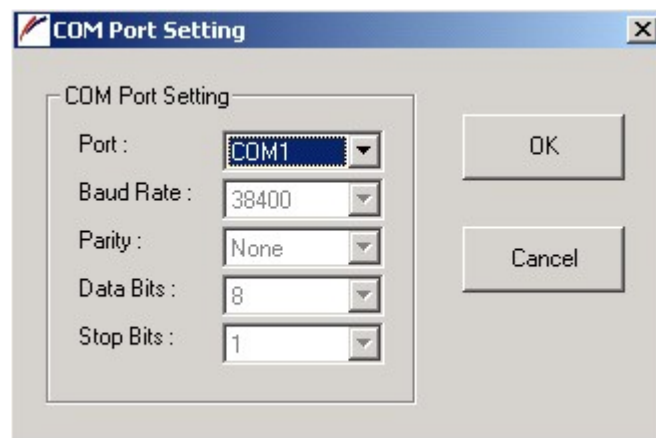 COM Port Setting
COM Port Setting
Port : COM1
Baud Rate : 38400
Parity : None
Data Bits : 8
Stop Bits : 1
OK
Cancel